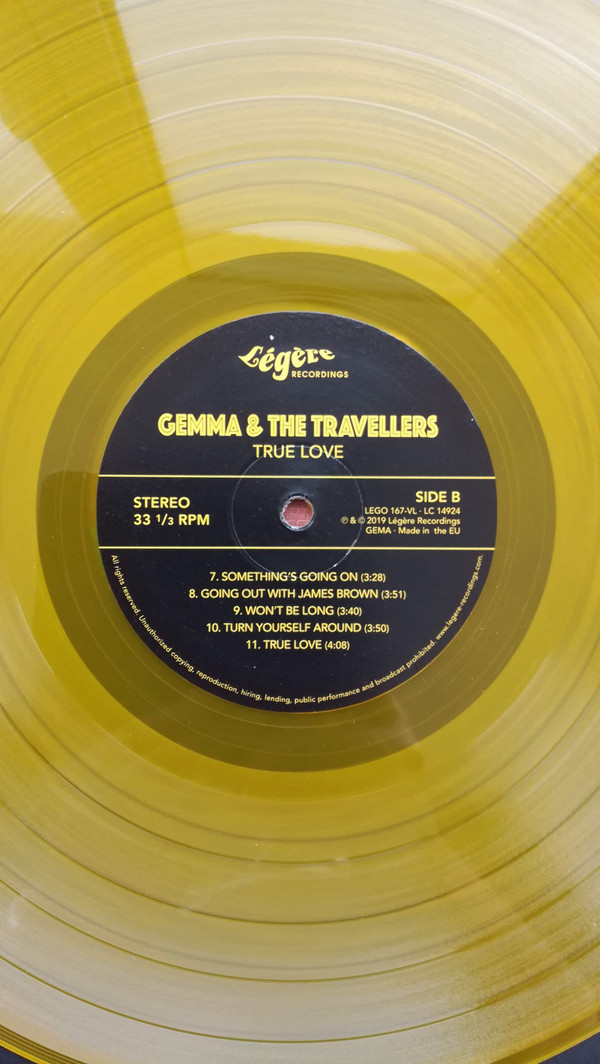 Légère
RECORDINGS
GEMMA & THE TRAVELLERS
TRUE LOVE
STEREO
33 1/3 RPM
SIDE B
LEGO 167-VL · LC 14924
℗ & © 2019 Légère Recordings
GEMA · Made in the EU
7. SOMETHING'S GOING ON (3:28)
8. GOING OUT WITH JAMES BROWN (3:51)
9. WON'T BE LONG (3:40)
10. TURN YOURSELF AROUND (3:50)
11. TRUE LOVE (4:08)
All rights reserved. Unauthorized copying, reproduction, hiring, lending, public performance and broadcast prohibited. www.legere-recordings.com.